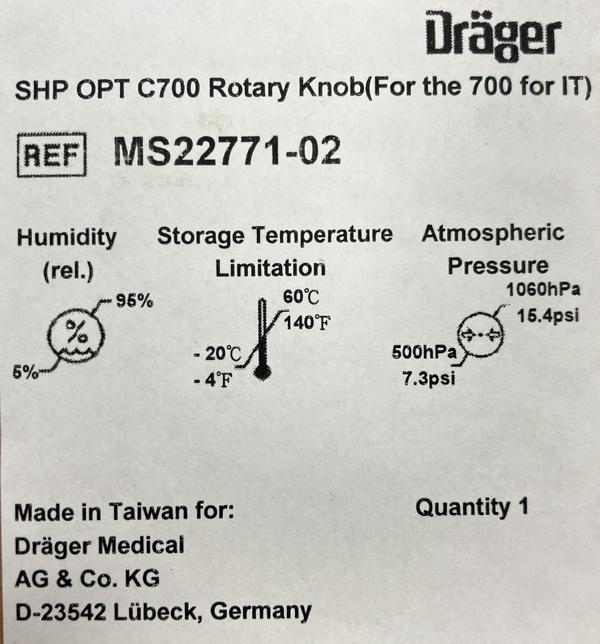 Dräger
SHP OPT C700 Rotary Knob(For the 700 for IT)
REF MS22771-02
Humidity
(rel.)
95%
%
5%
Storage Temperature
Limitation
60℃
140℉
- 20℃
- 4℉
Atmospheric
Pressure
1060hPa
15.4psi
500hPa
7.3psi
Made in Taiwan for:
Dräger Medical
AG & Co. KG
D-23542 Lübeck, Germany
Quantity 1